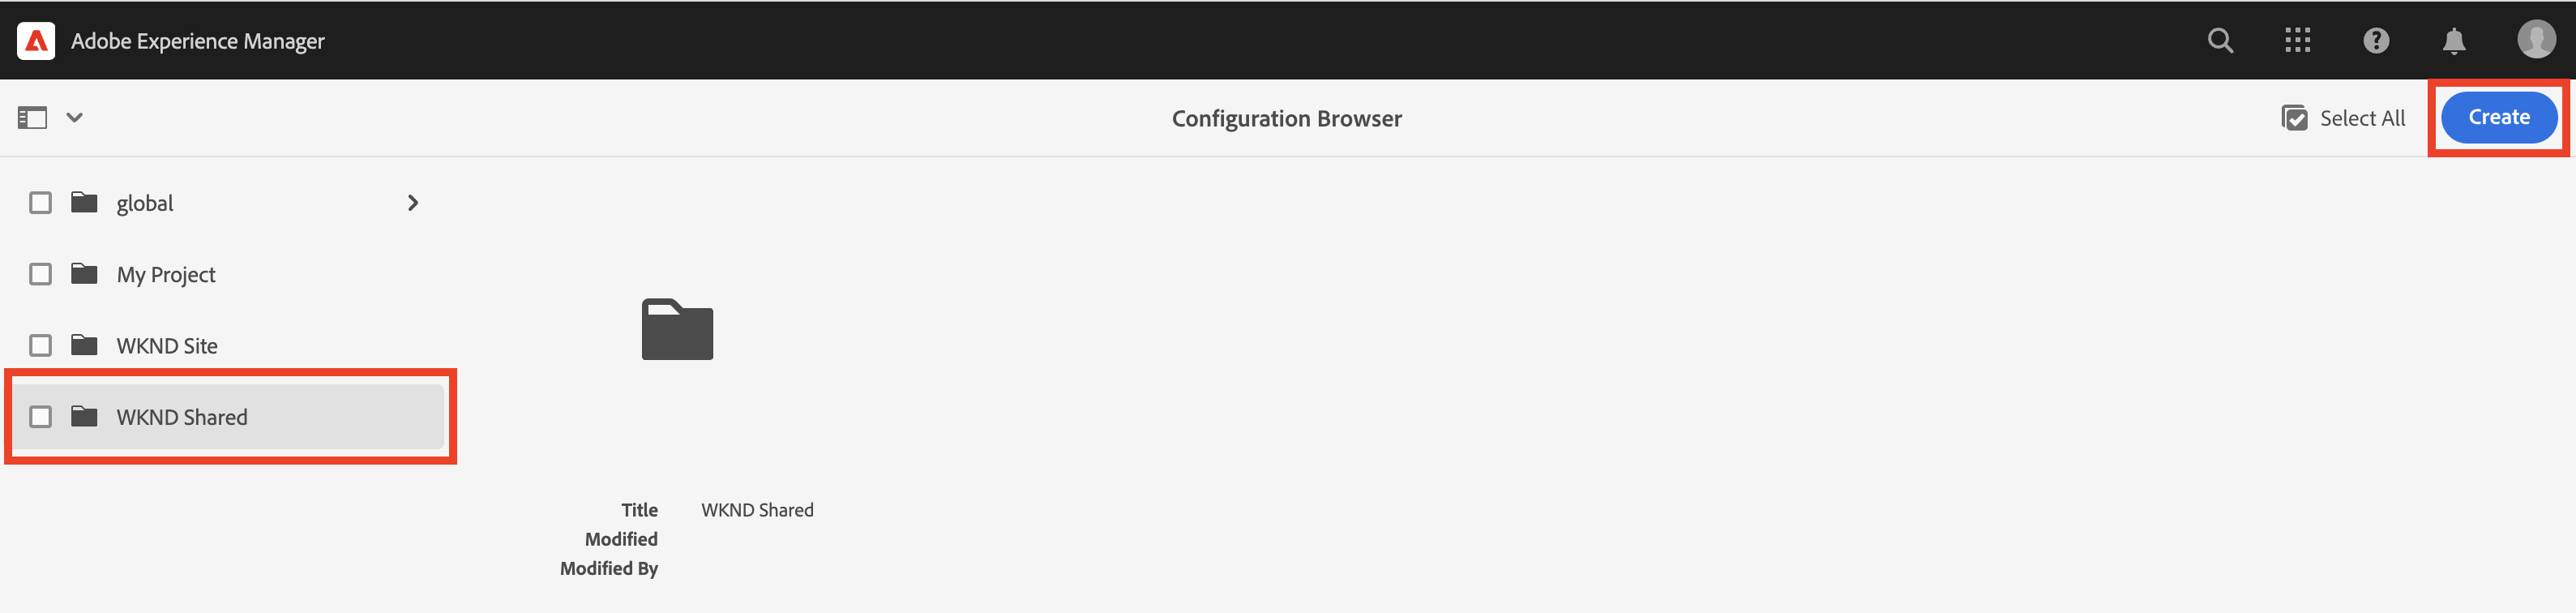 Adobe Experience Manager
Configuration Browser
Select All
Create
global
My Project
WKND Site
WKND Shared
Title WKND Shared
Modified
Modified By